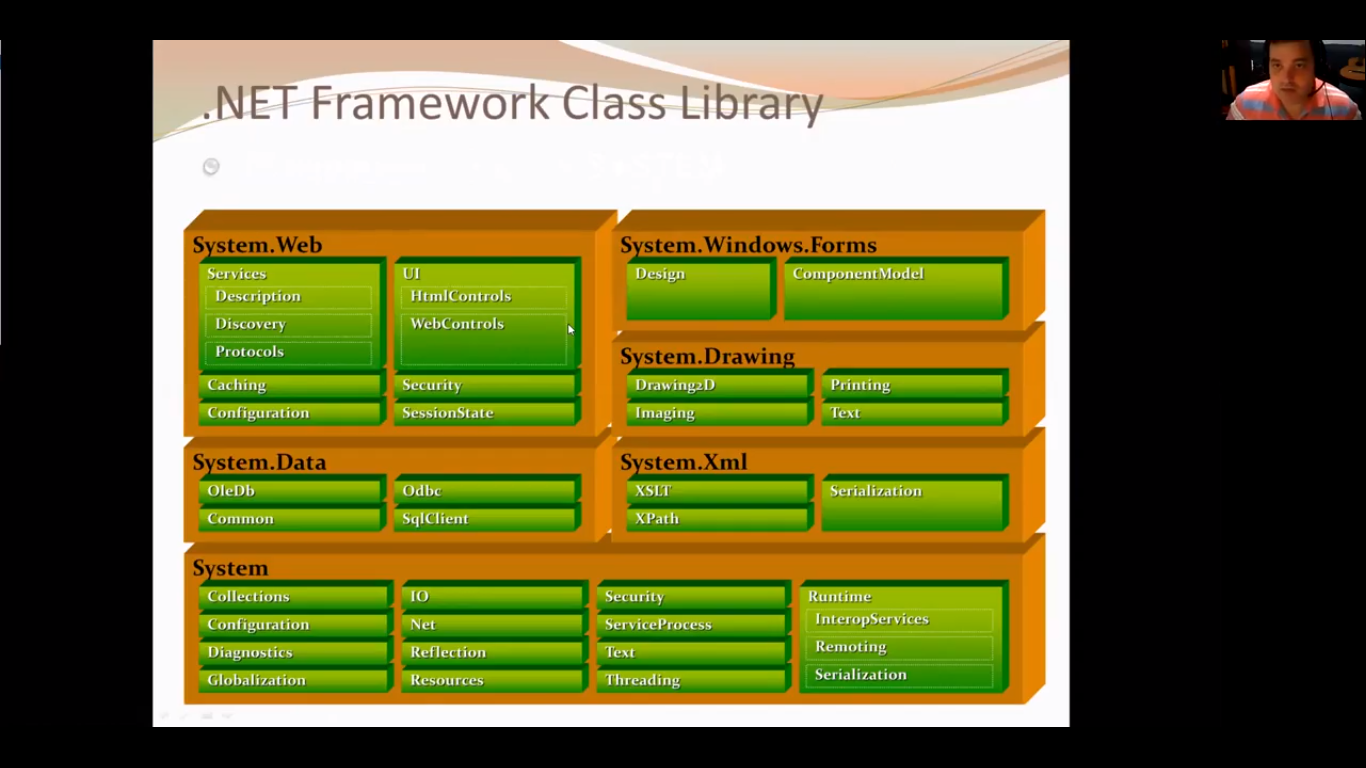 .NET Framework Class Library
System.Web
Services
Description
Discovery
Protocols
Caching
Configuration
UI
HtmlControls
WebControls
Security
SessionState
System.Windows.Forms
Design
ComponentModel
System.Drawing
Drawing2D
Printing
Imaging
Text
System.Data
OleDb
Odbc
Common
SqlClient
System.Xml
XSLT
XPath
Serialization
System
Collections
Configuration
Diagnostics
Globalization
IO
Net
Reflection
Resources
Security
ServiceProcess
Text
Threading
Runtime
InteropServices
Remoting
Serialization